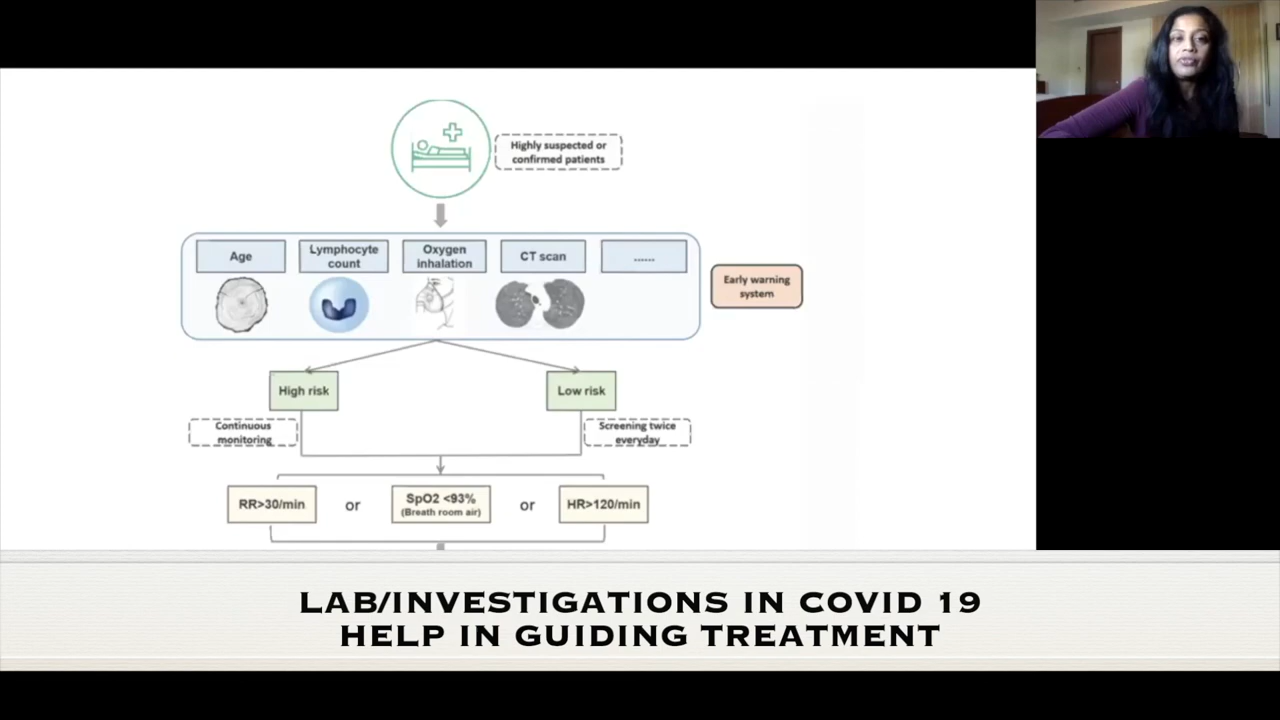 Highly suspected or
confirmed patients
Age
Lymphocyte
count
Oxygen
inhalation
CT scan
......
Early warning
system
High risk
Low risk
Continuous
monitoring
Screening twice
everyday
RR>30/min
or
SpO2 <93%
(Breath room air)
or
HR>120/min
LAB/INVESTIGATIONS IN COVID 19
HELP IN GUIDING TREATMENT